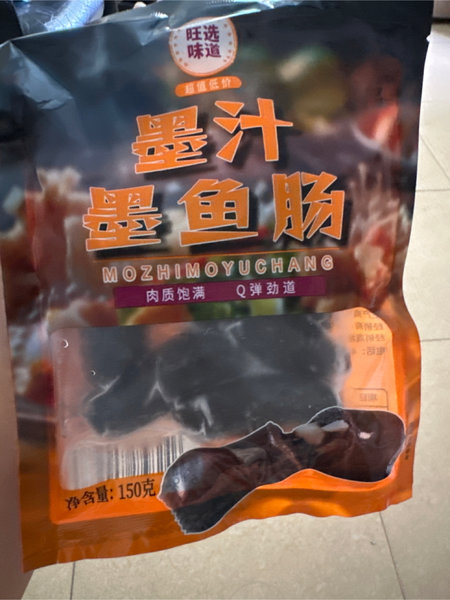 旺选
味道
超值低价
墨汁
墨鱼肠
MOZHIMOYUCHANG
肉质饱满 Q弹劲道
净含量: 150克